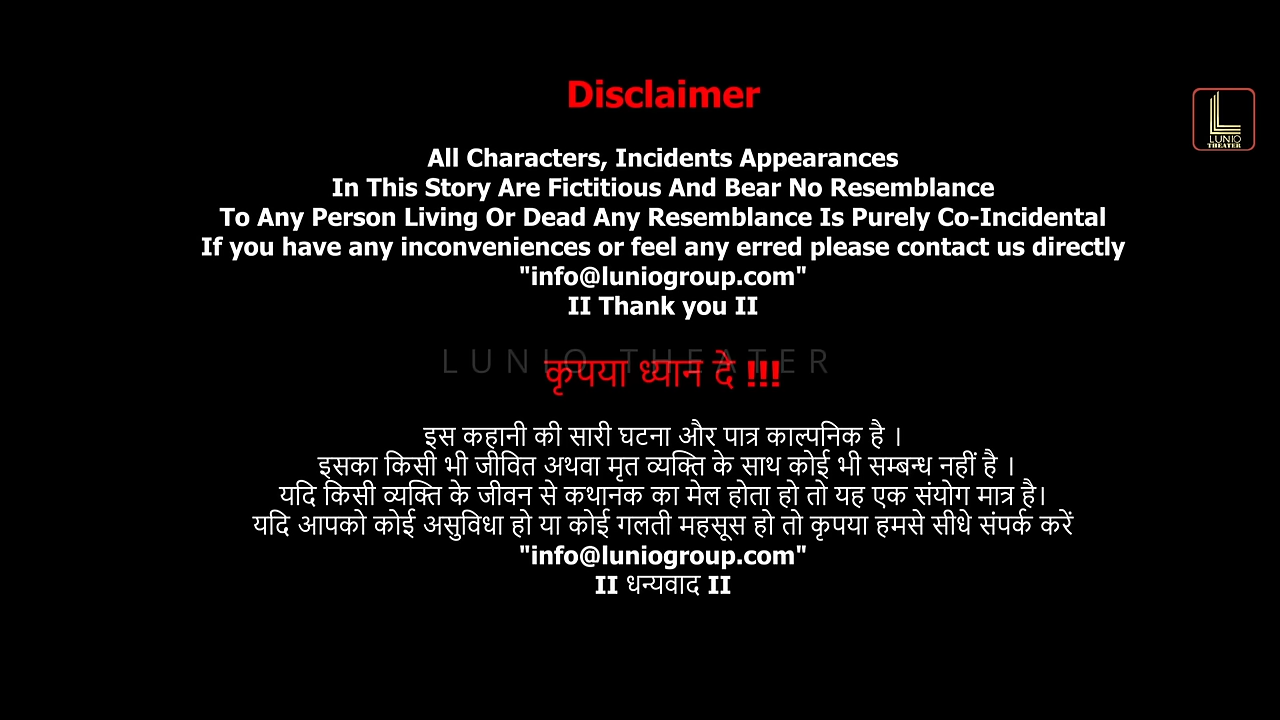 Disclaimer
LUNIO
THEATER
All Characters, Incidents Appearances
In This Story Are Fictitious And Bear No Resemblance
To Any Person Living Or Dead Any Resemblance Is Purely Co-Incidental
If you have any inconveniences or feel any erred please contact us directly
"info@luniogroup.com"
II Thank you II
LUNIO THEATER
कृपया ध्यान दे !!!
इस कहानी की सारी घटना और पात्र काल्पनिक है ।
इसका किसी भी जीवित अथवा मृत व्यक्ति के साथ कोई भी सम्बन्ध नहीं है ।
यदि किसी व्यक्ति के जीवन से कथानक का मेल होता हो तो यह एक संयोग मात्र है।
यदि आपको कोई असुविधा हो या कोई गलती महसूस हो तो कृपया हमसे सीधे संपर्क करें
"info@luniogroup.com"
II धन्यवाद II